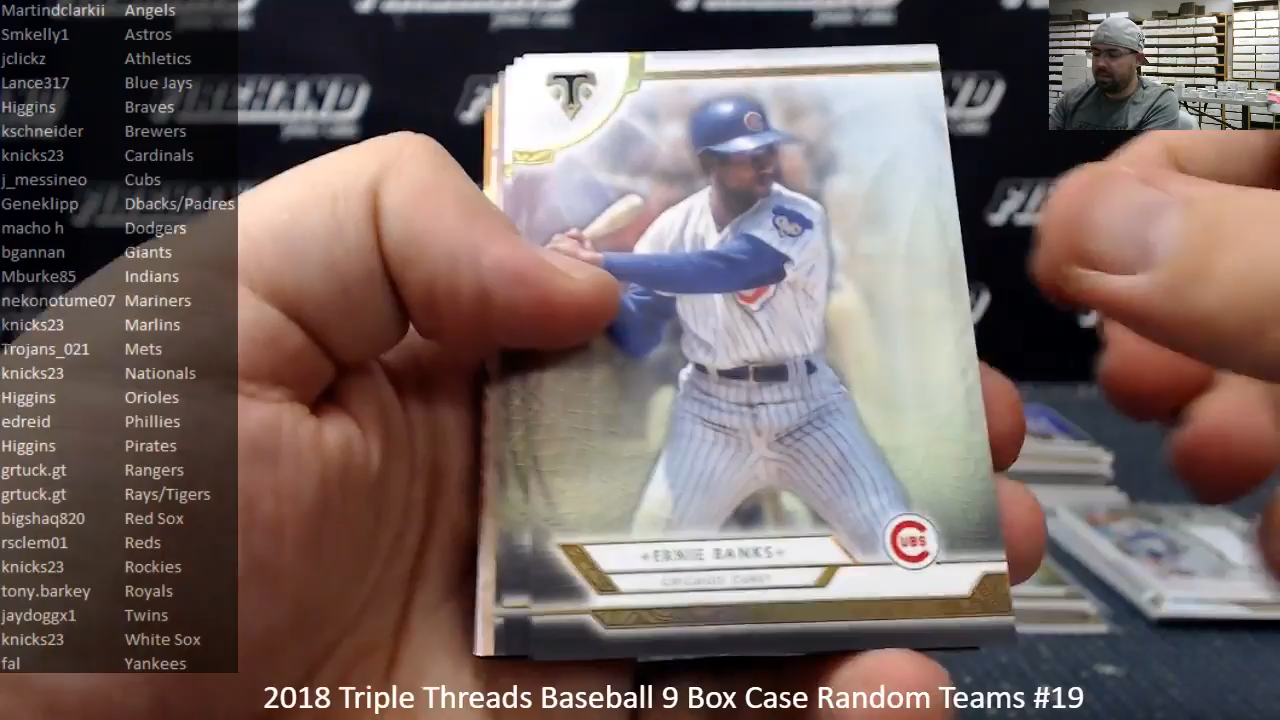 Martindclarkii Angels
Smkelly1 Astros
jclickz Athletics
Lance317 Blue Jays
Higgins Braves
kschneider Brewers
knicks23 Cardinals
j_messineo Cubs
Geneklipp Dbacks/Padres
macho h Dodgers
bgannan Giants
Mburke85 Indians
nekonotume07 Mariners
knicks23 Marlins
Trojans_021 Mets
knicks23 Nationals
Higgins Orioles
edreid Phillies
Higgins Pirates
grtuck.gt Rangers
grtuck.gt Rays/Tigers
bigshaq820 Red Sox
rsclem01 Reds
knicks23 Rockies
tony.barkey Royals
jaydoggx1 Twins
knicks23 White Sox
fal Yankees
ERNIE BANKS
CHICAGO CUBS
CUBS
2018 Triple Threads Baseball 9 Box Case Random Teams #19